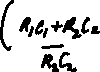 ( R₁C₁ + R₂C₂
R₂C₂